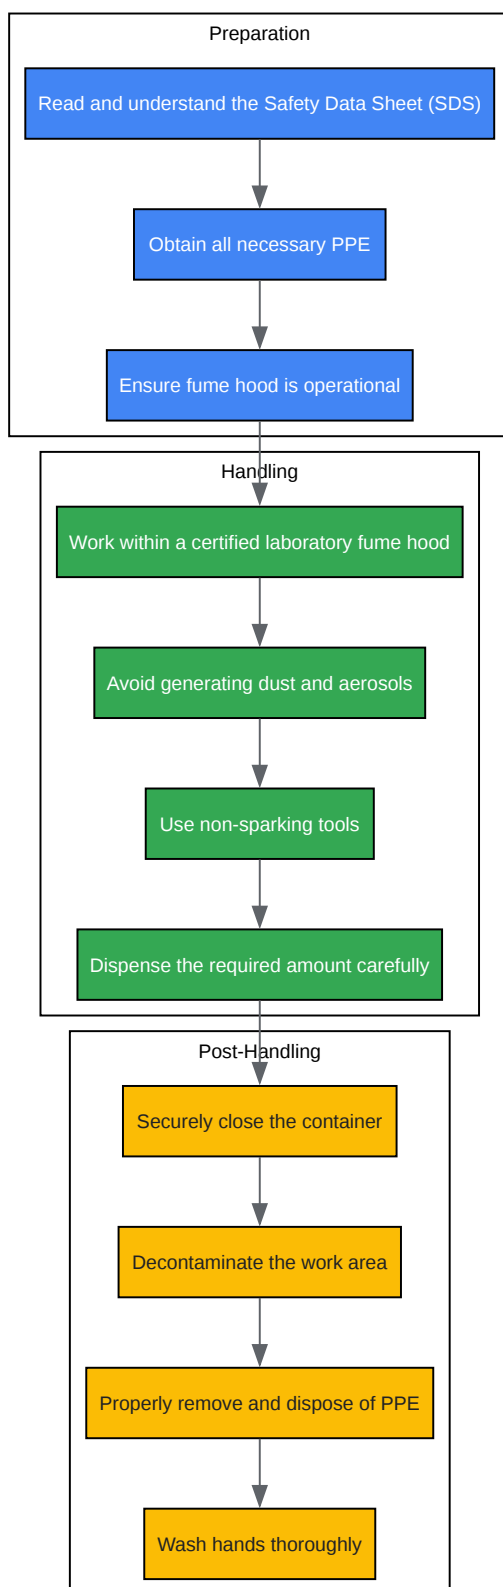 Preparation
Read and understand the Safety Data Sheet (SDS)
Obtain all necessary PPE
Ensure fume hood is operational
Handling
Work within a certified laboratory fume hood
Avoid generating dust and aerosols
Use non-sparking tools
Dispense the required amount carefully
Post-Handling
Securely close the container
Decontaminate the work area
Properly remove and dispose of PPE
Wash hands thoroughly